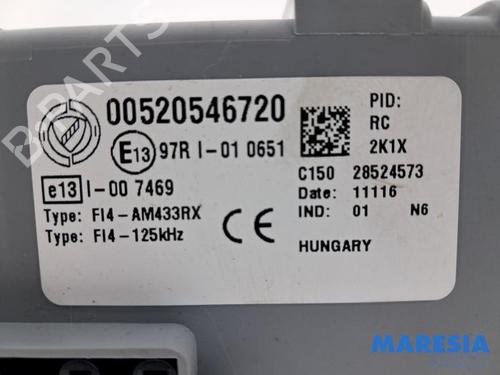 00520546720
E13 97R I-01 0651
e13 I-00 7469
Type: FI4-AM433RX
Type: FI4-125kHz
CE
PID:
RC
2K1X
C150 28524573
Date: 11116
IND: 01 N6
HUNGARY
B-PARTS
MARESIA